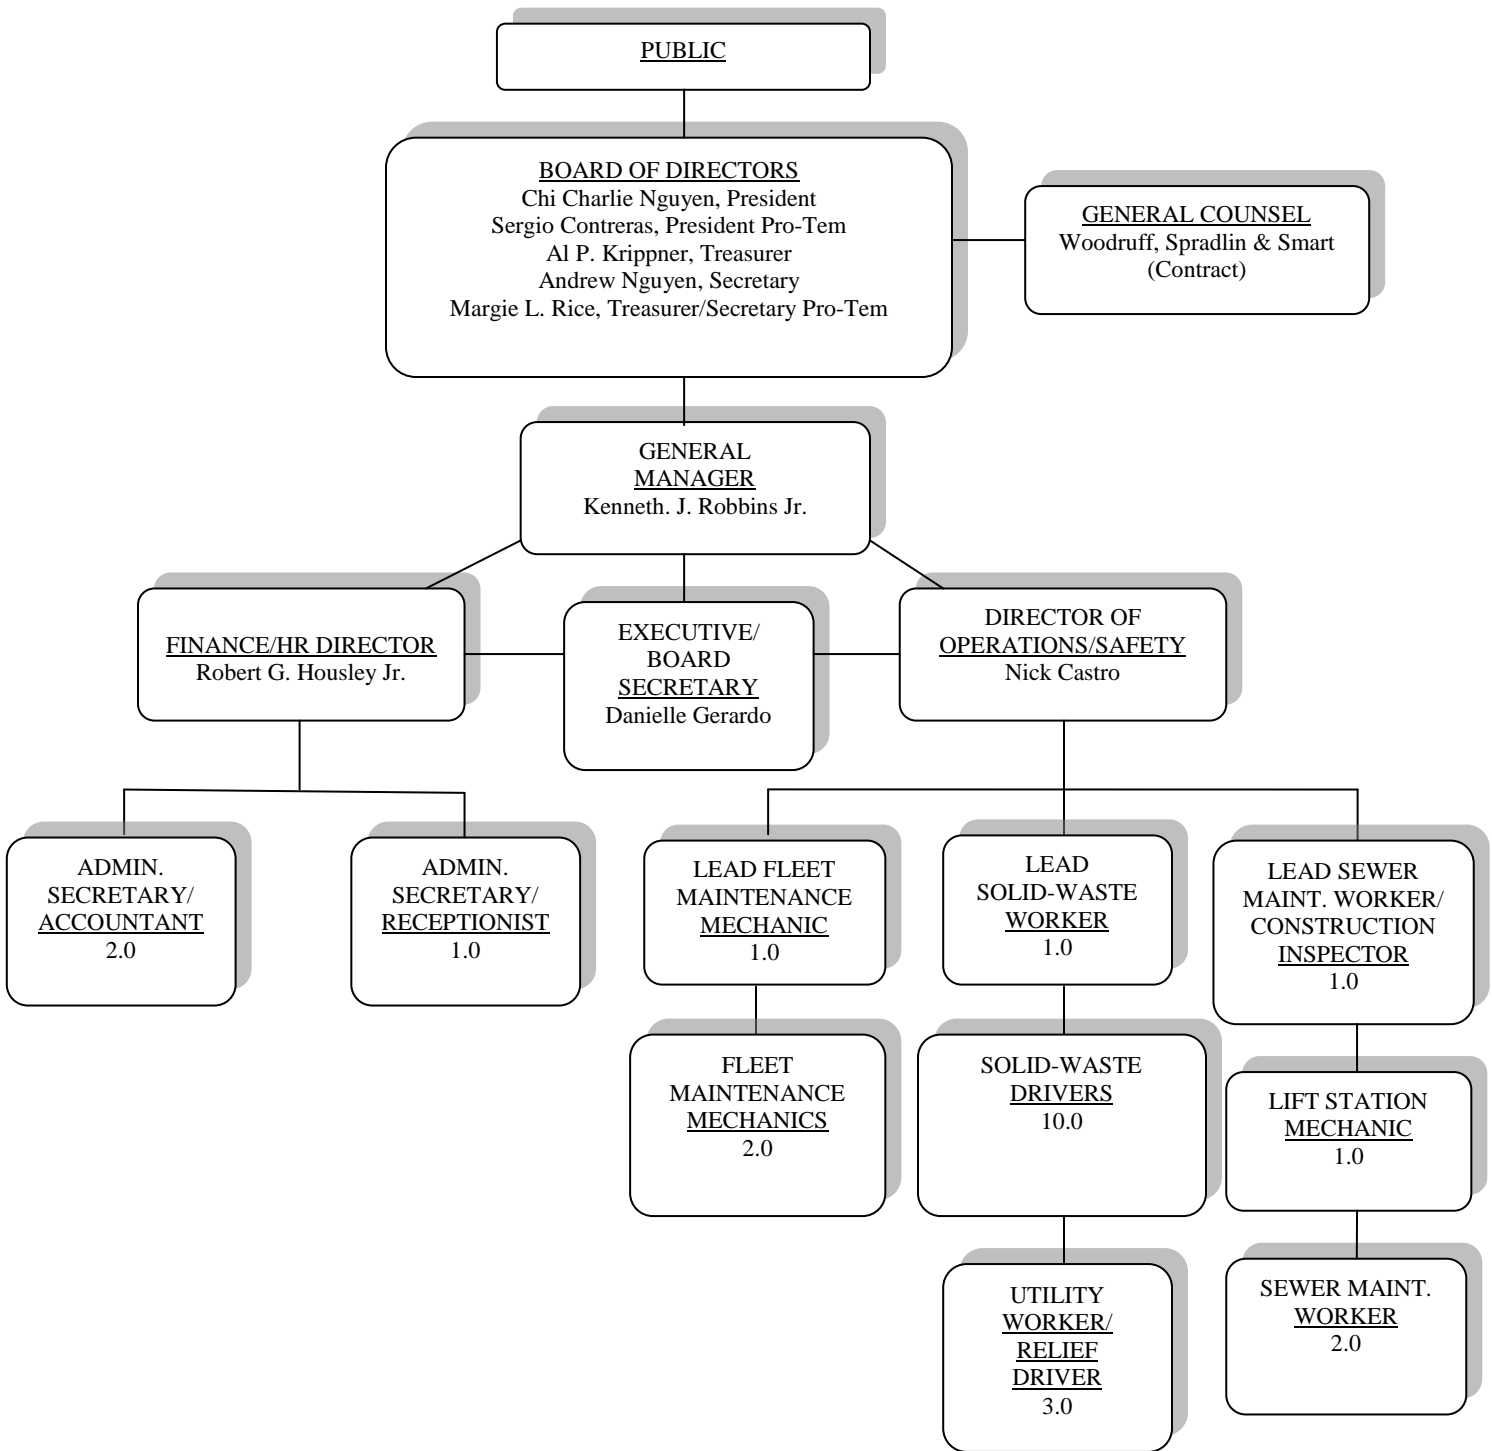 PUBLIC
BOARD OF DIRECTORS
Chi Charlie Nguyen, President
Sergio Contreras, President Pro-Tem
Al P. Krippner, Treasurer
Andrew Nguyen, Secretary
Margie L. Rice, Treasurer/Secretary Pro-Tem
GENERAL COUNSEL
Woodruff, Spradlin & Smart
(Contract)
GENERAL
MANAGER
Kenneth. J. Robbins Jr.
FINANCE/HR DIRECTOR
Robert G. Housley Jr.
EXECUTIVE/
BOARD
SECRETARY
Danielle Gerardo
DIRECTOR OF
OPERATIONS/SAFETY
Nick Castro
ADMIN.
SECRETARY/
ACCOUNTANT
2.0
ADMIN.
SECRETARY/
RECEPTIONIST
1.0
LEAD FLEET
MAINTENANCE
MECHANIC
1.0
LEAD
SOLID-WASTE
WORKER
1.0
LEAD SEWER
MAINT. WORKER/
CONSTRUCTION
INSPECTOR
1.0
FLEET
MAINTENANCE
MECHANICS
2.0
SOLID-WASTE
DRIVERS
10.0
LIFT STATION
MECHANIC
1.0
UTILITY
WORKER/
RELIEF
DRIVER
3.0
SEWER MAINT.
WORKER
2.0